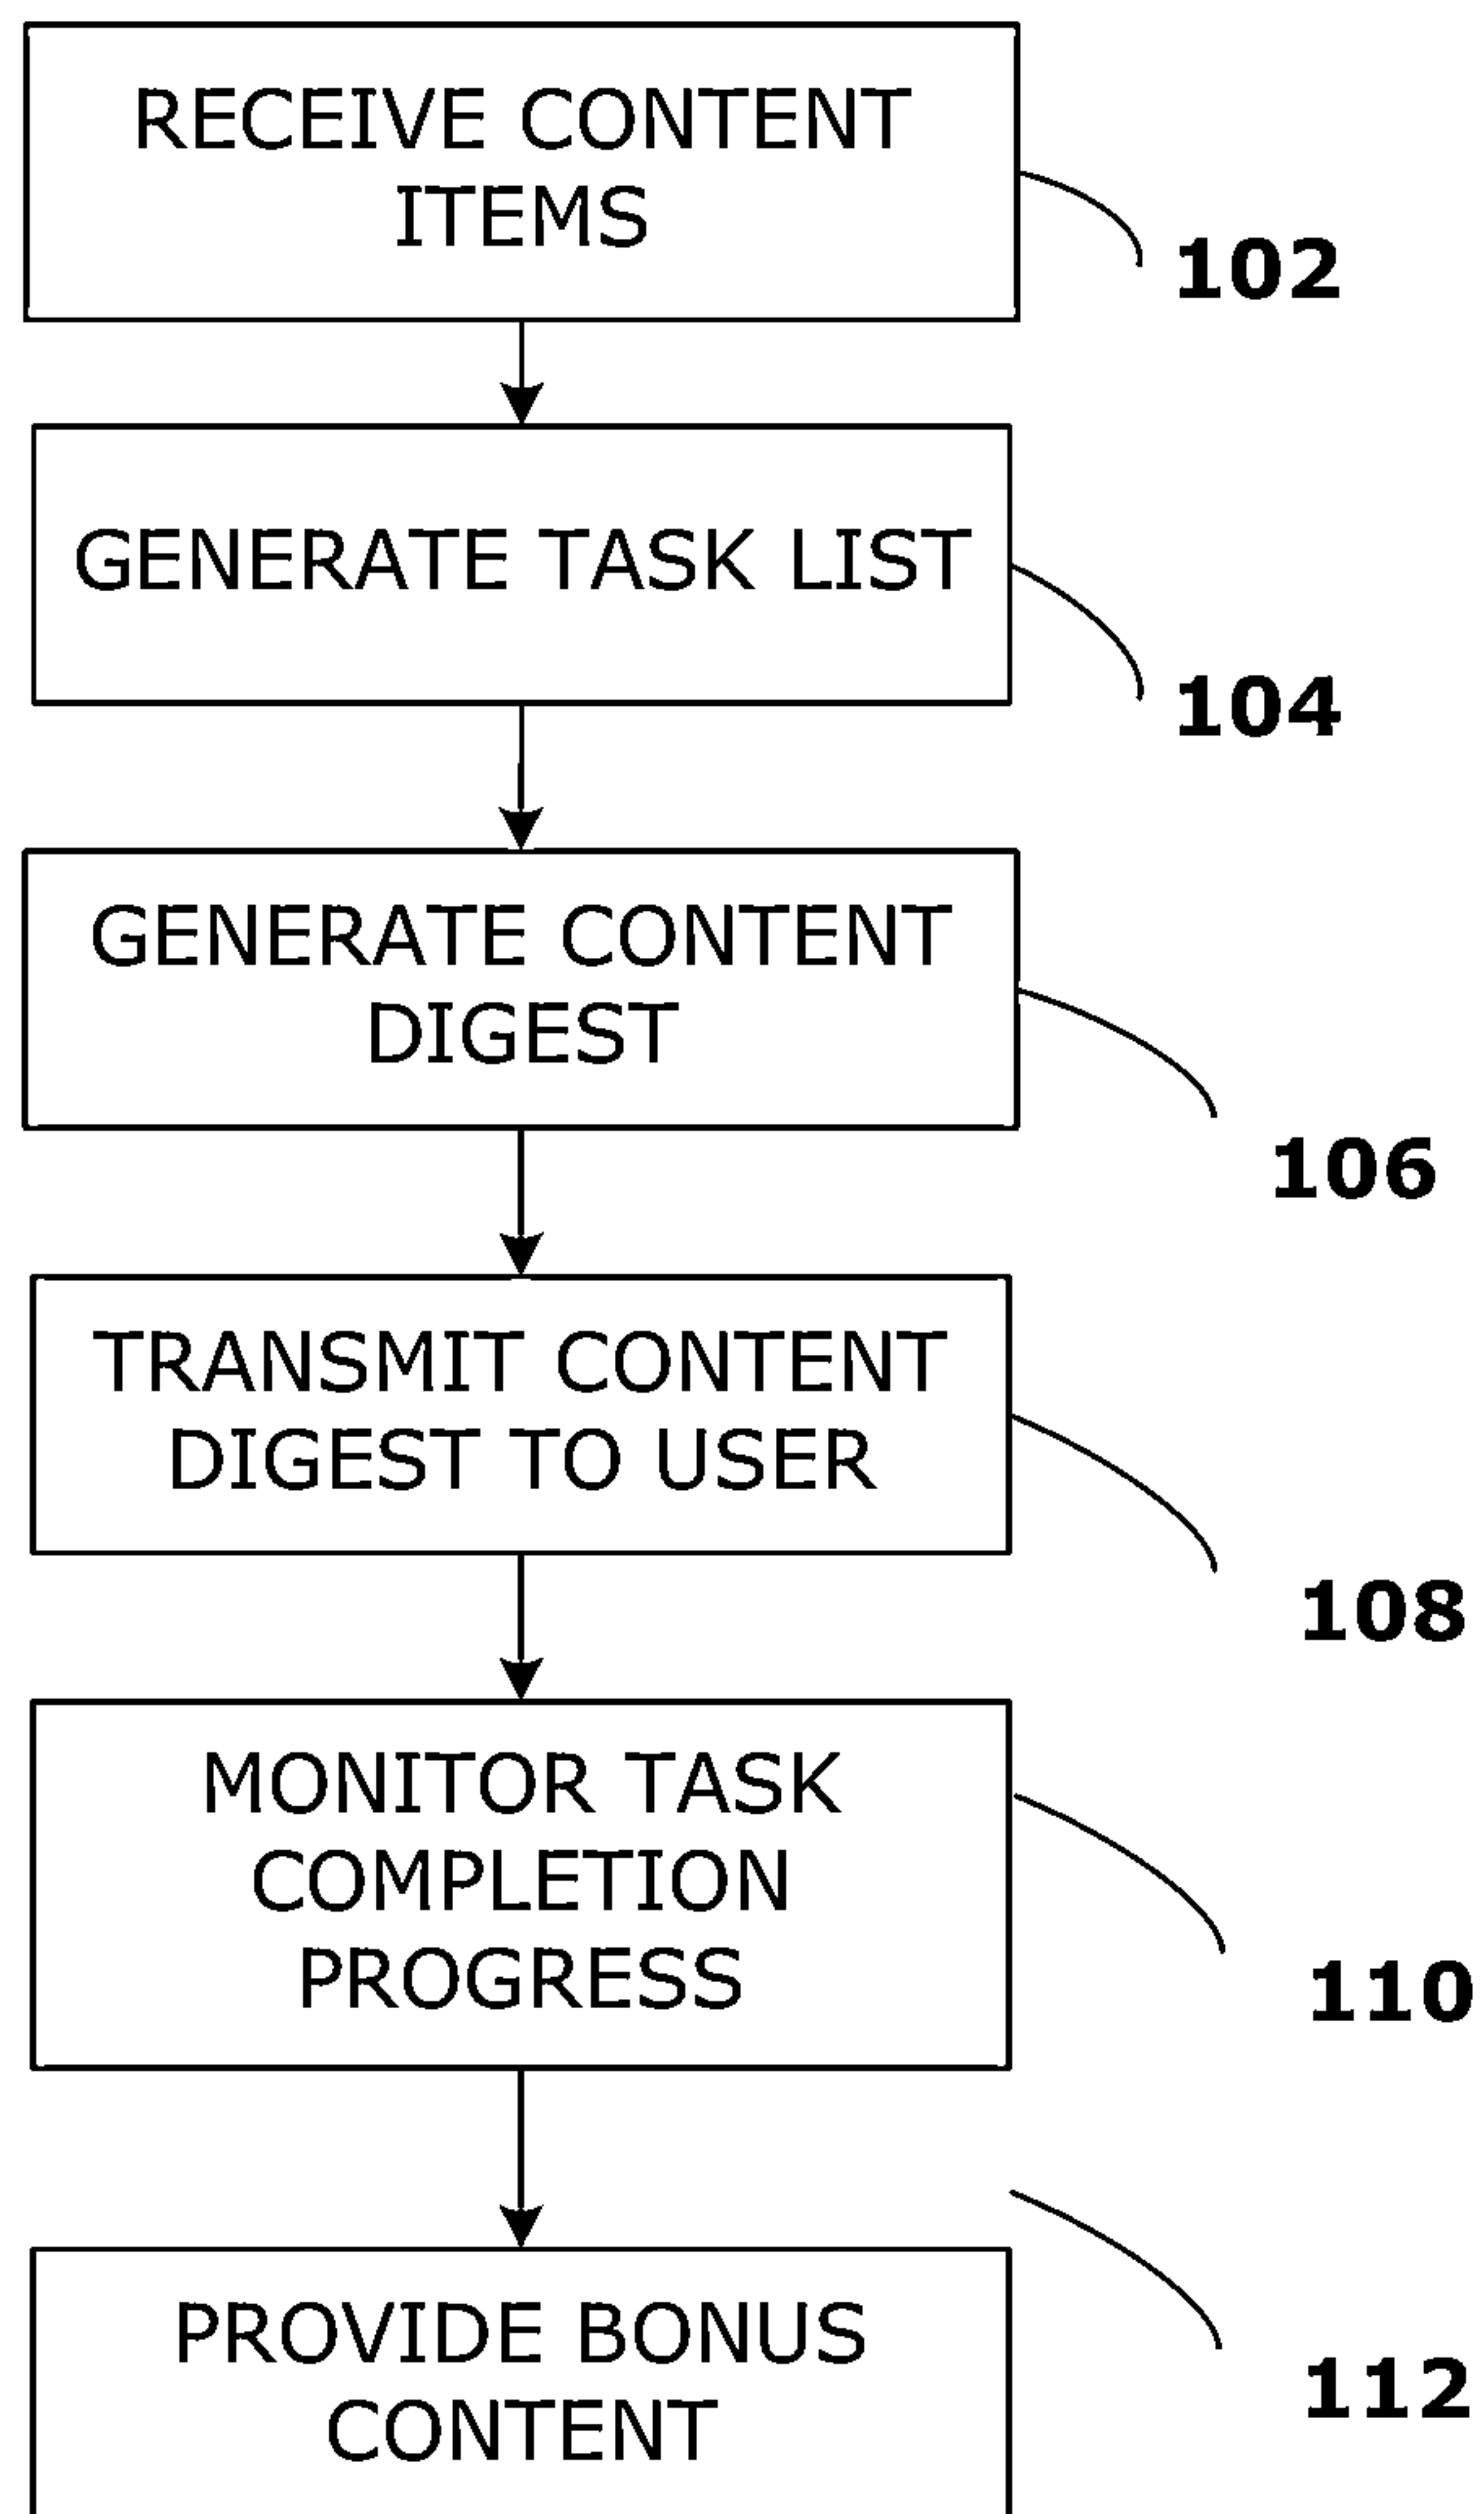 RECEIVE CONTENT
ITEMS
102
GENERATE TASK LIST
104
GENERATE CONTENT
DIGEST
106
TRANSMIT CONTENT
DIGEST TO USER
108
MONITOR TASK
COMPLETION
PROGRESS
110
PROVIDE BONUS
CONTENT
112